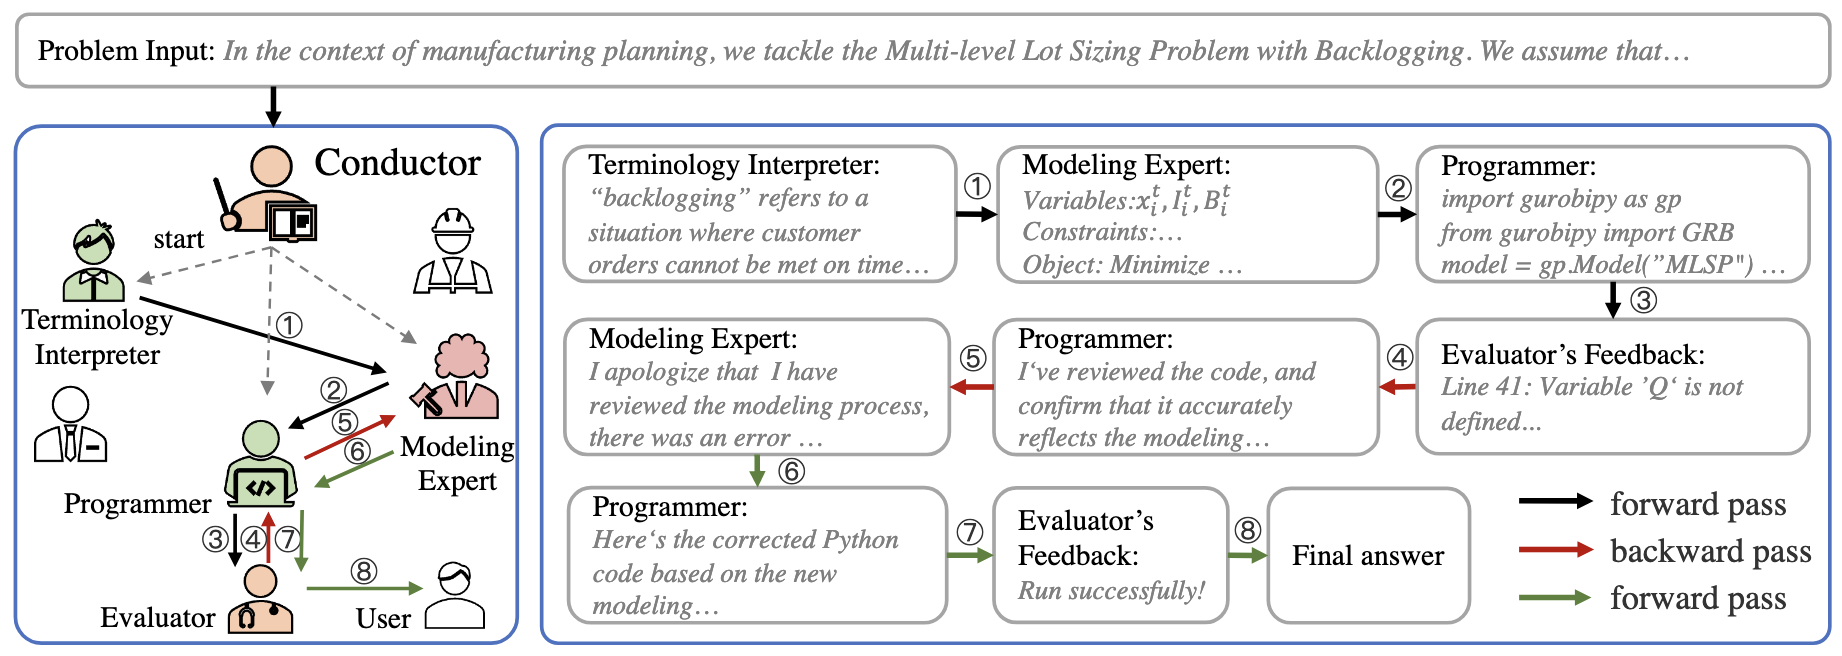 Problem Input: In the context of manufacturing planning, we tackle the Multi-level Lot Sizing Problem with Backlogging. We assume that…
Conductor
start
Terminology
Interpreter
①
②
⑤
⑥
Modeling
Expert
Programmer
③
④
⑦
⑧
Evaluator
User
Terminology Interpreter:
“backlogging” refers to a
situation where customer
orders cannot be met on time…
①
Modeling Expert:
Variables:x_i^t, I_i^t, B_i^t
Constraints:…
Object: Minimize …
②
Programmer:
import gurobipy as gp
from gurobipy import GRB
model = gp.Model(”MLSP") …
③
Modeling Expert:
I apologize that I have
reviewed the modeling process,
there was an error …
⑤
Programmer:
I‘ve reviewed the code, and
confirm that it accurately
reflects the modeling…
④
Evaluator’s Feedback:
Line 41: Variable ’Q‘ is not
defined...
⑥
Programmer:
Here‘s the corrected Python
code based on the new
modeling…
⑦
Evaluator’s
Feedback:
Run successfully!
⑧
Final answer
forward pass
backward pass
forward pass